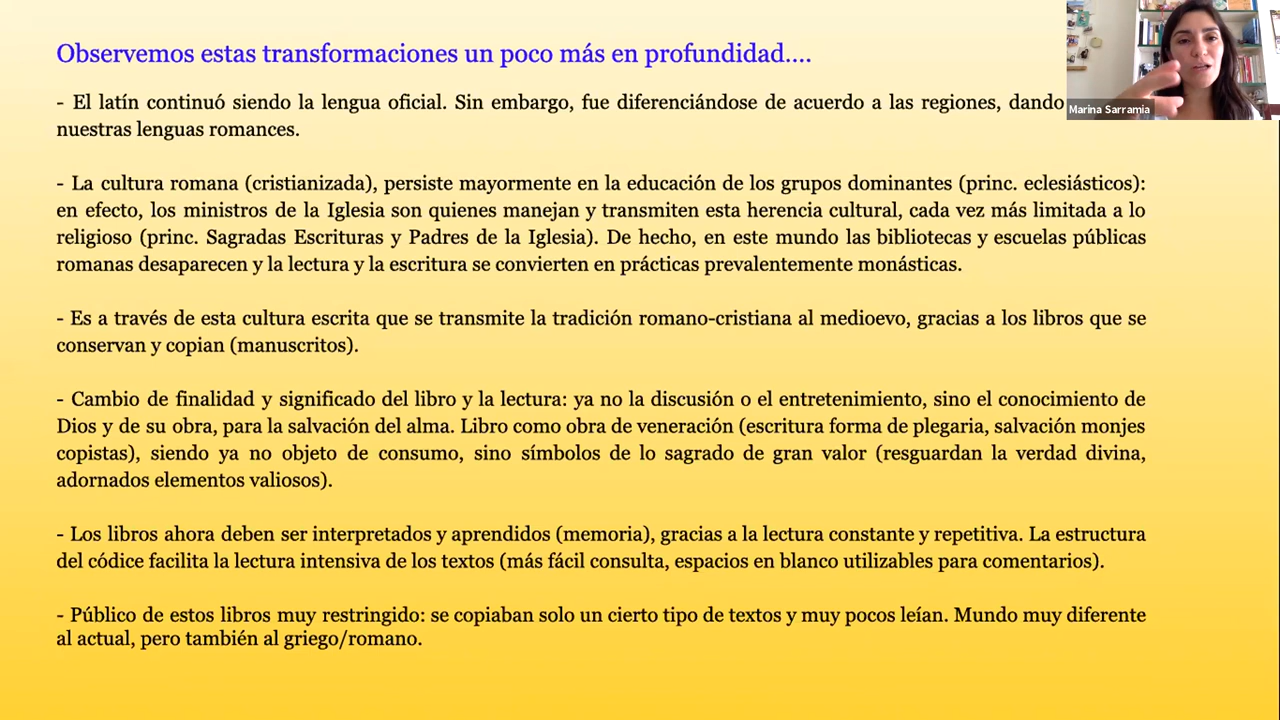 Observemos estas transformaciones un poco más en profundidad....
- El latín continuó siendo la lengua oficial. Sin embargo, fue diferenciándose de acuerdo a las regiones, dando
nuestras lenguas romances.
- La cultura romana (cristianizada), persiste mayormente en la educación de los grupos dominantes (princ. eclesiásticos):
en efecto, los ministros de la Iglesia son quienes manejan y transmiten esta herencia cultural, cada vez más limitada a lo
religioso (princ. Sagradas Escrituras y Padres de la Iglesia). De hecho, en este mundo las bibliotecas y escuelas públicas
romanas desaparecen y la lectura y la escritura se convierten en prácticas prevalentemente monásticas.
- Es a través de esta cultura escrita que se transmite la tradición romano-cristiana al medioevo, gracias a los libros que se
conservan y copian (manuscritos).
- Cambio de finalidad y significado del libro y la lectura: ya no la discusión o el entretenimiento, sino el conocimiento de
Dios y de su obra, para la salvación del alma. Libro como obra de veneración (escritura forma de plegaria, salvación monjes
copistas), siendo ya no objeto de consumo, sino símbolos de lo sagrado de gran valor (resguardan la verdad divina,
adornados elementos valiosos).
- Los libros ahora deben ser interpretados y aprendidos (memoria), gracias a la lectura constante y repetitiva. La estructura
del códice facilita la lectura intensiva de los textos (más fácil consulta, espacios en blanco utilizables para comentarios).
- Público de estos libros muy restringido: se copiaban solo un cierto tipo de textos y muy pocos leían. Mundo muy diferente
al actual, pero también al griego/romano.
Marina Sarramia